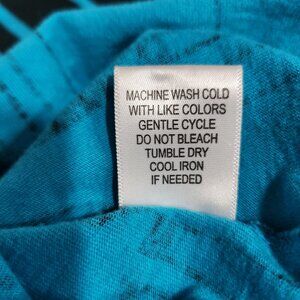 MACHINE WASH COLD
WITH LIKE COLORS
GENTLE CYCLE
DO NOT BLEACH
TUMBLE DRY
COOL IRON
IF NEEDED